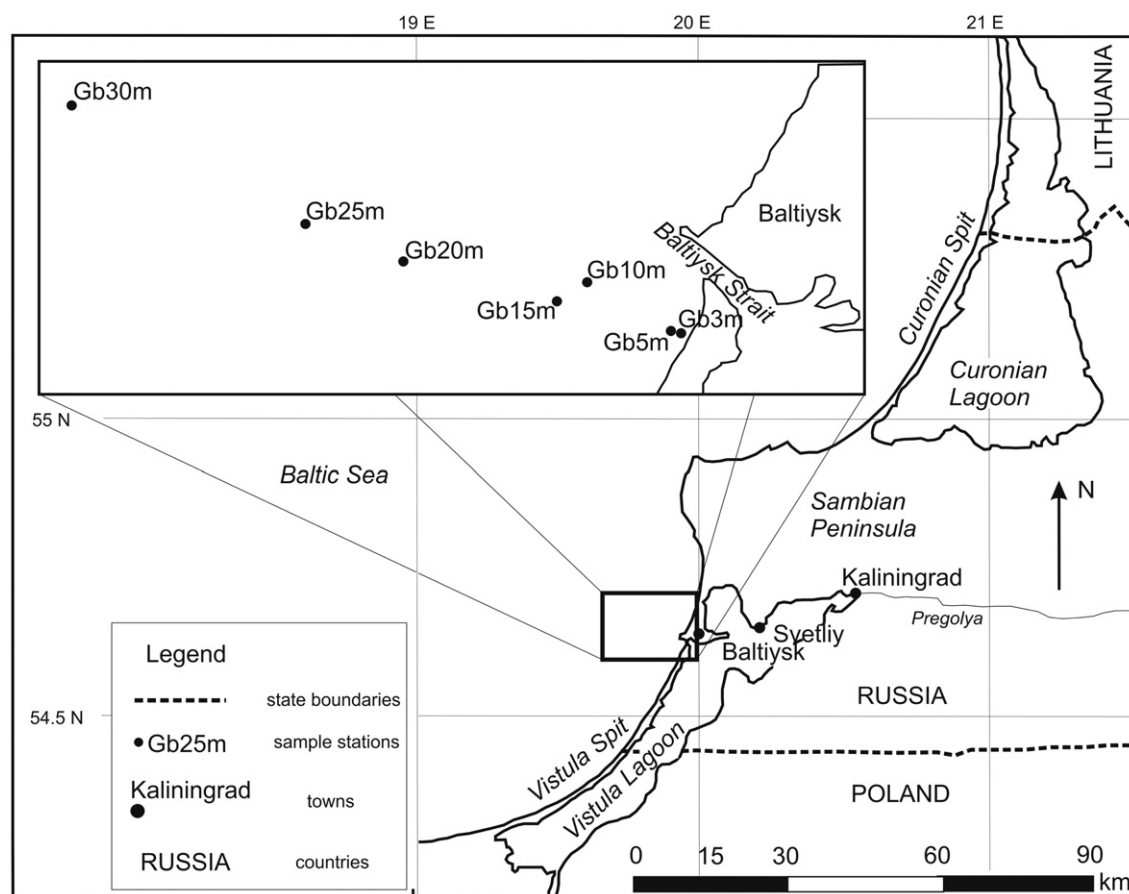 19 E
20 E
21 E
Gb30m
Gb25m
Gb20m
Gb10m
Gb15m
Gb3m
Gb5m
Baltiysk
Baltiysk Strait
LITHUANIA
Curonian Spit
Curonian
Lagoon
55 N
Baltic Sea
Sambian
Peninsula
N
Kaliningrad
Pregolya
Svetliy
Baltiysk
RUSSIA
54.5 N
Vistula Spit
Vistula Lagoon
POLAND
Legend
state boundaries
Gb25m
sample stations
Kaliningrad
towns
RUSSIA
countries
0 15 30 60 90
km